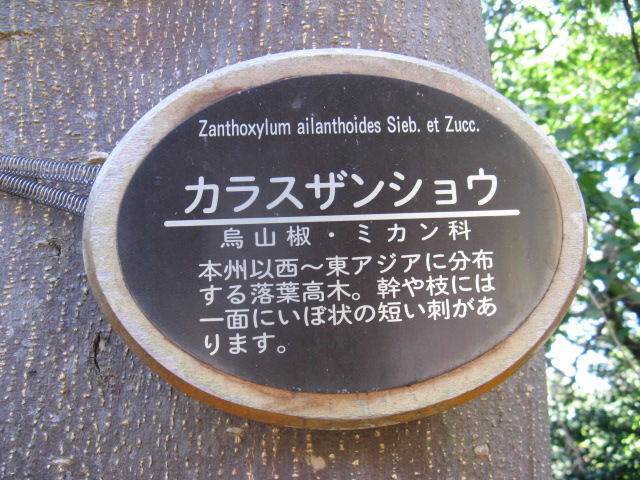 Zanthoxylum ailanthoides Sieb. et Zucc.
カラスザンショウ
烏山椒・ミカン科
本州以西～東アジアに分布
する落葉高木。幹や枝には
一面にいぼ状の短い刺があ
ります。